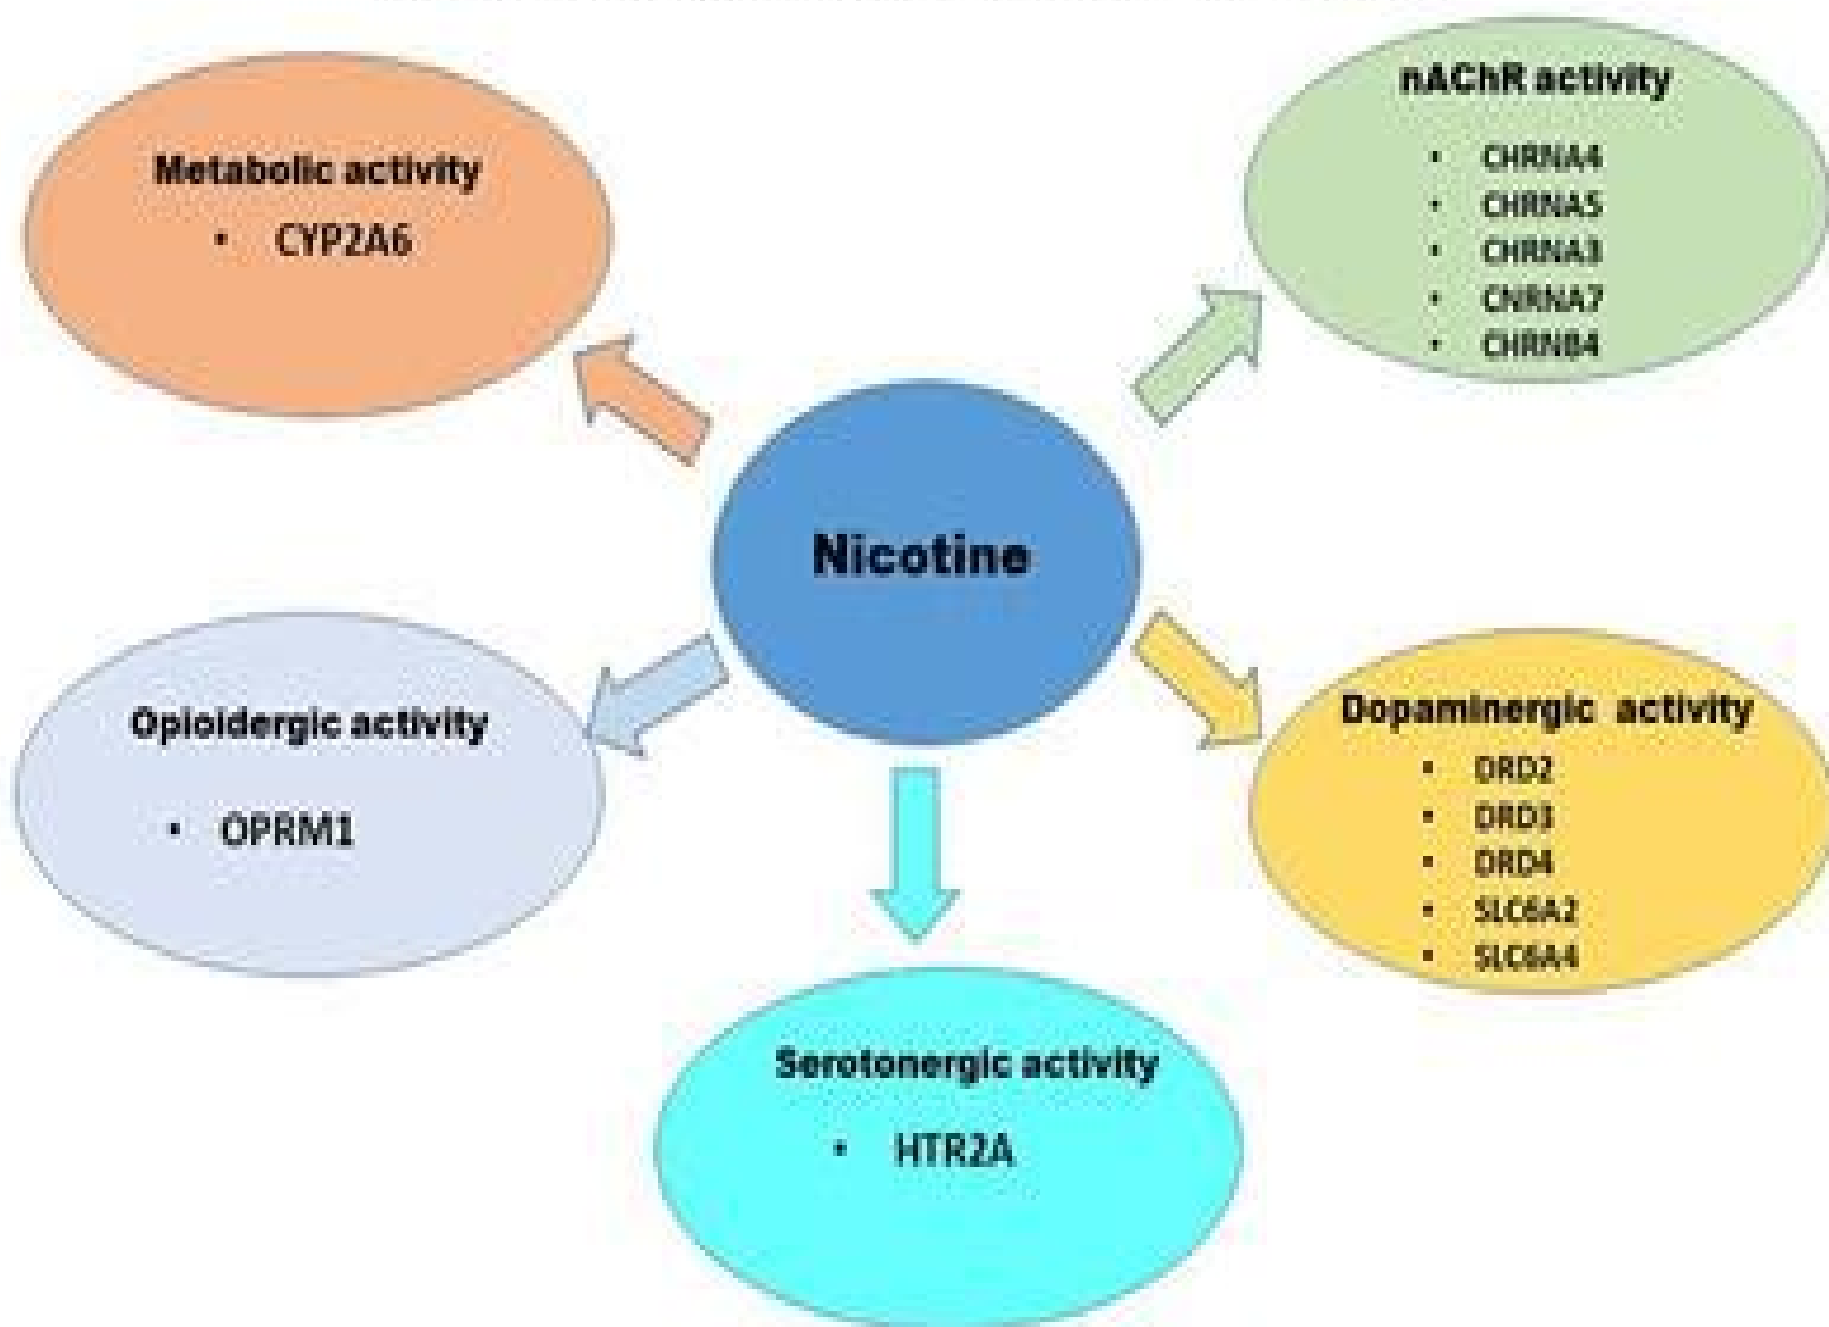 Metabolic activity
• CYP2A6
nAChR activity
• CHRNA4
• CHRNA5
• CHRNA3
• CNRNA7
• CHRNB4
Nicotine
Opioidergic activity
• OPRM1
Dopaminergic activity
• DRD2
• DRD3
• DRD4
• SLC6A2
• SLC6A4
Serotonergic activity
• HTR2A